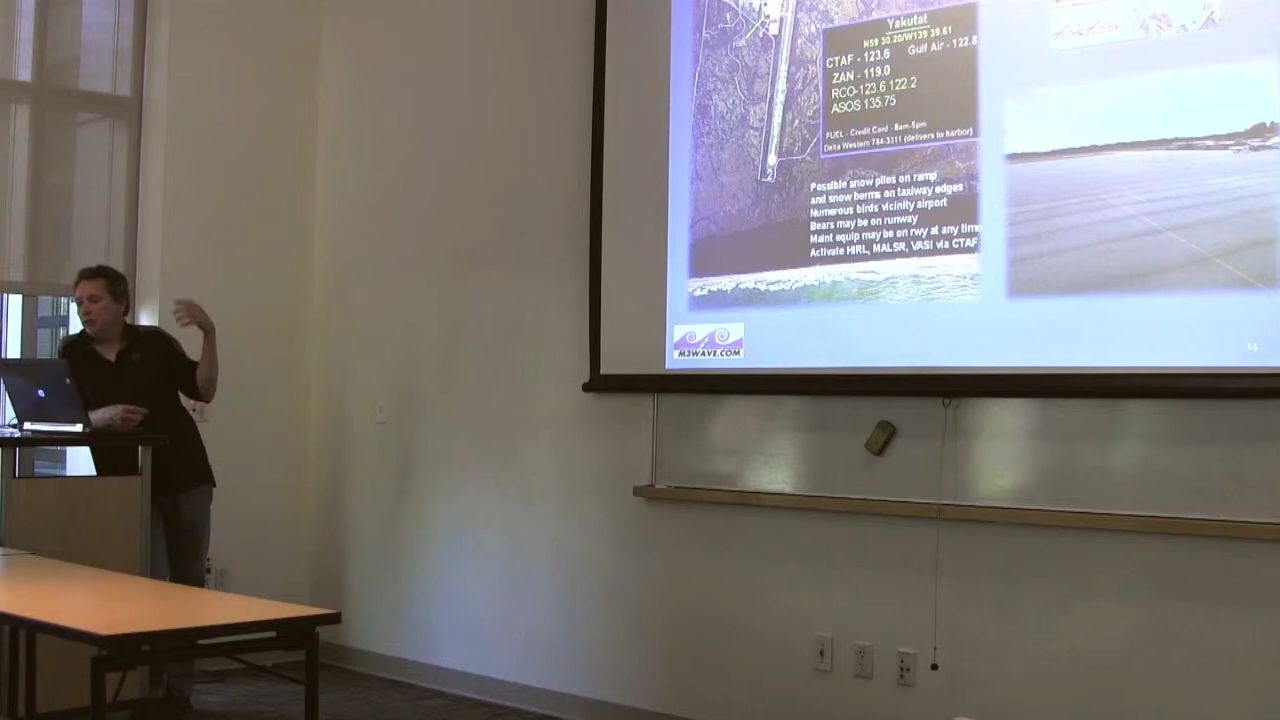 Yakutat
N59 30.20/W139 39.61
CTAF - 123.6
Gulf Air - 122.8
ZAN - 119.0
RCO-123.6 122.2
ASOS 135.75
FUEL - Credit Card - 8am-5pm
Delta Western 784-3311 (delivers to harbor)
Possible snow piles on ramp
and snow berms on taxiway edges
Numerous birds vicinity airport
Bears may be on runway
Maint equip may be on rwy at any time
Activate HIRL, MALSR, VASI via CTAF
M3WAVE.COM
14